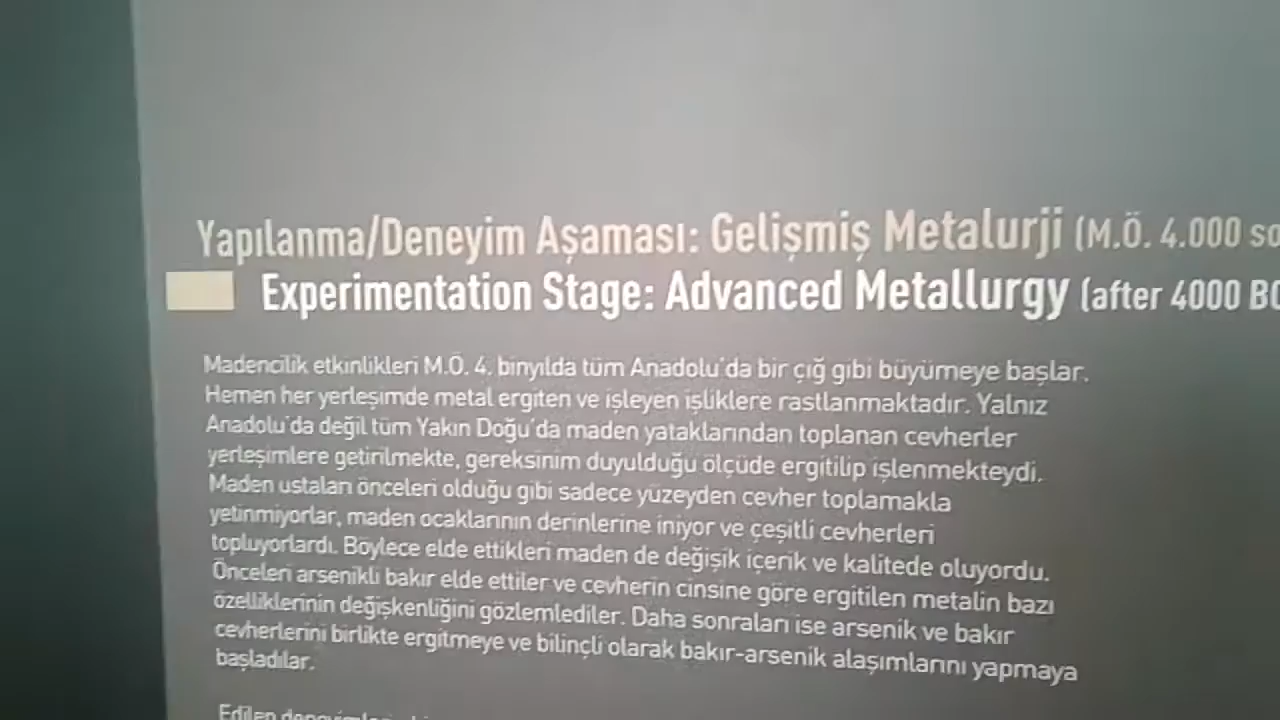 Yapılanma/Deneyim Aşaması: Gelişmiş Metalurji (M.Ö. 4.000
Experimentation Stage: Advanced Metallurgy (after 4000
Madencilik etkinlikleri M.Ö. 4. binyılda tüm Anadolu'da bir çığ gibi büyümeye başlar.
Hemen her yerleşimde metal ergiten ve işleyen işliklere rastlanmaktadır. Yalnız
Anadolu'da değil tüm Yakın Doğu'da maden yataklarından toplanan cevherler
yerleşimlere getirilmekte, gereksinim duyulduğu ölçüde ergitilip işlenmekteydi.
Maden ustaları önceleri olduğu gibi sadece yüzeyden cevher toplamakla
yetinmiyorlar, maden ocaklarının derinlerine iniyor ve çeşitli cevherleri
topluyorlardı. Böylece elde ettikleri maden de değişik içerik ve kalitede oluyordu.
Önceleri arsenikli bakır elde ettiler ve cevherin cinsine göre ergitilen metalin bazı
özelliklerinin değişkenliğini gözlemlediler. Daha sonraları ise arsenik ve bakır
cevherlerini birlikte ergitmeye ve bilinçli olarak bakır-arsenik alaşımlarını yapmaya
başladılar.
Edilen